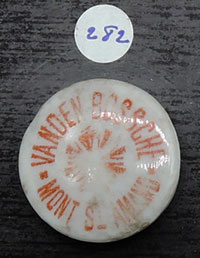 282
VANDEN BOSSCHE
MONT ST. AMAND